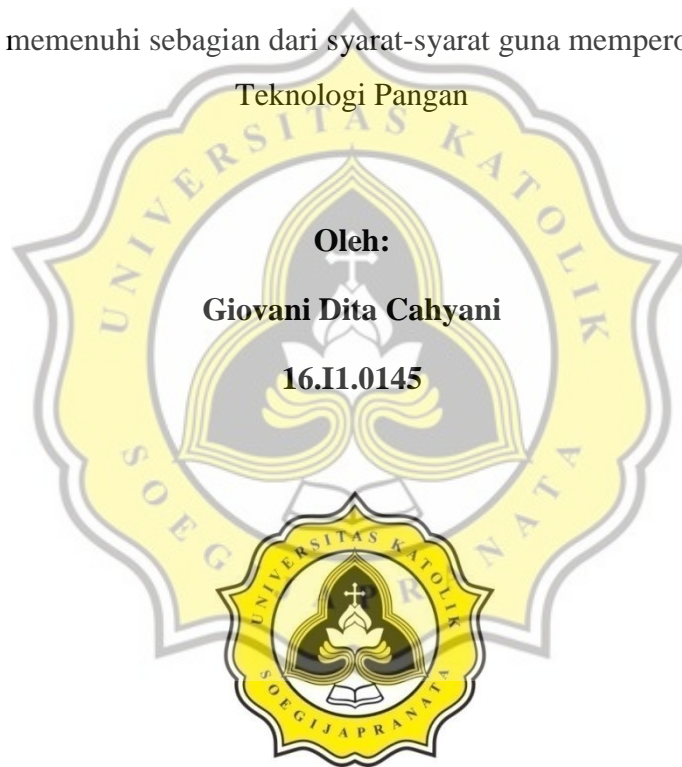 memenuhi sebagian dari syarat-syarat guna mempero
Teknologi Pangan
UNIVERSITAS KATOLIK
SOEGIJAPRANATA
Oleh:
Giovani Dita Cahyani
16.I1.0145
UNIVERSITAS KATOLIK
SOEGIJAPRANATA